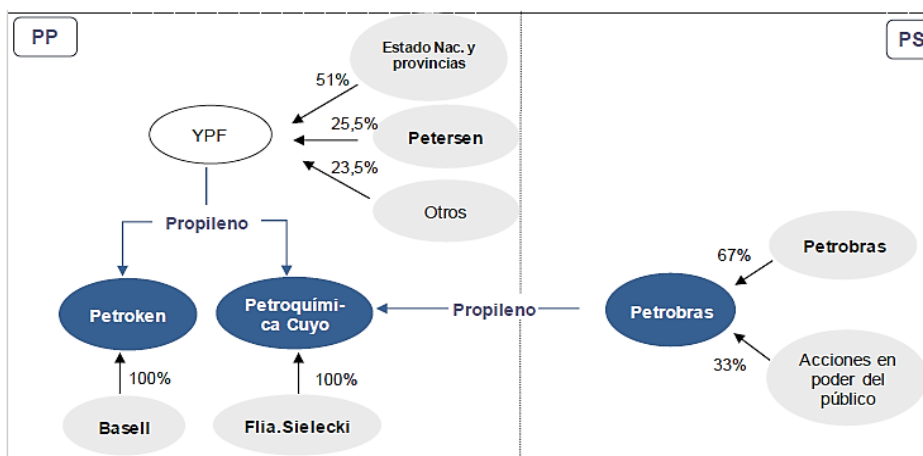 PP
PS
Estado Nac. y
provincias
51%
YPF
25,5%
Petersen
23,5%
Otros
Propileno
Petroken
Petroquími-
ca Cuyo
Propileno
Petrobras
67%
Petrobras
33%
Acciones en
poder del
público
100%
Basell
100%
Flia.Sielecki